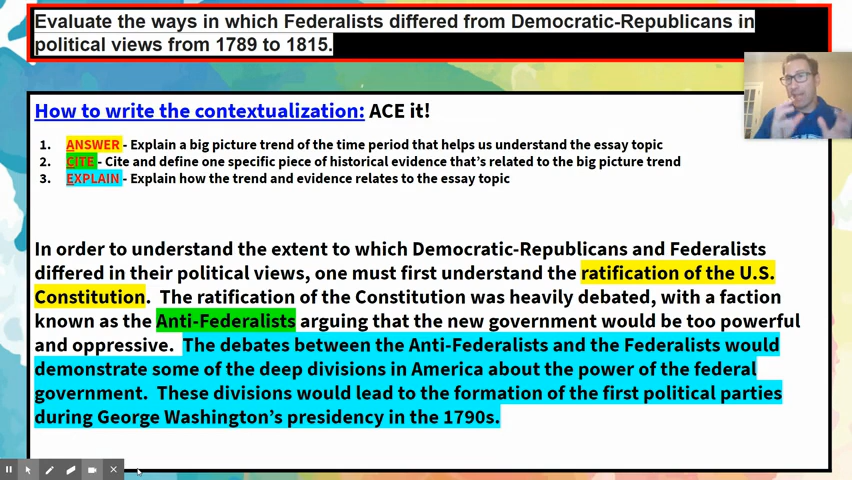 Evaluate the ways in which Federalists differed from Democratic-Republicans in
political views from 1789 to 1815.
How to write the contextualization: ACE it!
1. ANSWER - Explain a big picture trend of the time period that helps us understand the essay topic
2. CITE - Cite and define one specific piece of historical evidence that's related to the big picture trend
3. EXPLAIN - Explain how the trend and evidence relates to the essay topic
In order to understand the extent to which Democratic-Republicans and Federalists
differed in their political views, one must first understand the ratification of the U.S.
Constitution. The ratification of the Constitution was heavily debated, with a faction
known as the Anti-Federalists arguing that the new government would be too powerful
and oppressive. The debates between the Anti-Federalists and the Federalists would
demonstrate some of the deep divisions in America about the power of the federal
government. These divisions would lead to the formation of the first political parties
during George Washington's presidency in the 1790s.